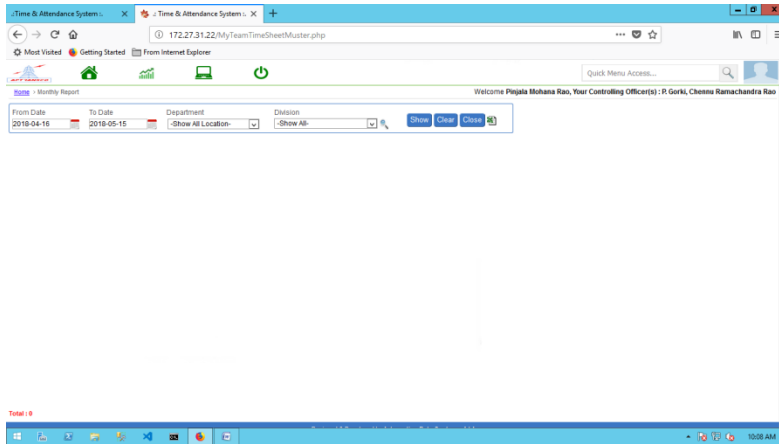 .:Time & Attendance System :.
.: Time & Attendance System :.
172.27.31.22/MyTeamTimeSheetMuster.php
Most Visited Getting Started From Internet Explorer
Quick Menu Access...
Home > Monthly Report
Welcome Pinjala Mohana Rao, Your Controlling Officer(s) : P. Gorki, Chennu Ramachandra Rao
From Date To Date Department Division
2018-04-16 2018-05-15 -Show All Location- -Show All- Show Clear Close
Total : 0
10:08 AM